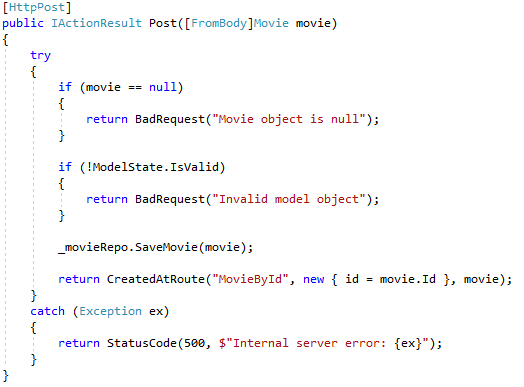 [HttpPost]
public IActionResult Post([FromBody]Movie movie)
{
    try
    {
        if (movie == null)
        {
            return BadRequest("Movie object is null");
        }

        if (!ModelState.IsValid)
        {
            return BadRequest("Invalid model object");
        }

        _movieRepo.SaveMovie(movie);

        return CreatedAtRoute("MovieById", new { id = movie.Id }, movie);
    }
    catch (Exception ex)
    {
        return StatusCode(500, $"Internal server error: {ex}");
    }
}